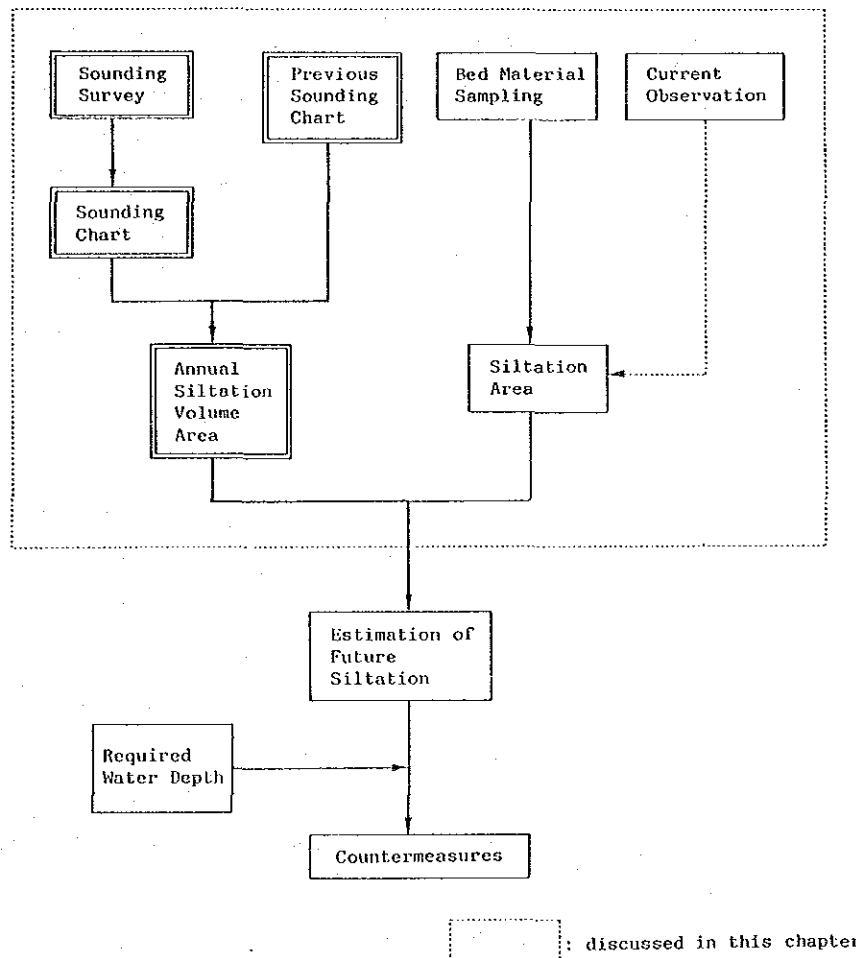 Sounding
Survey
Previous
Sounding
Chart
Bed Material
Sampling
Current
Observation
Sounding
Chart
Annual
Siltation
Volume
Area
Siltation
Area
Estimation of
Future
Siltation
Required
Water Depth
Countermeasures
: discussed in this chapter